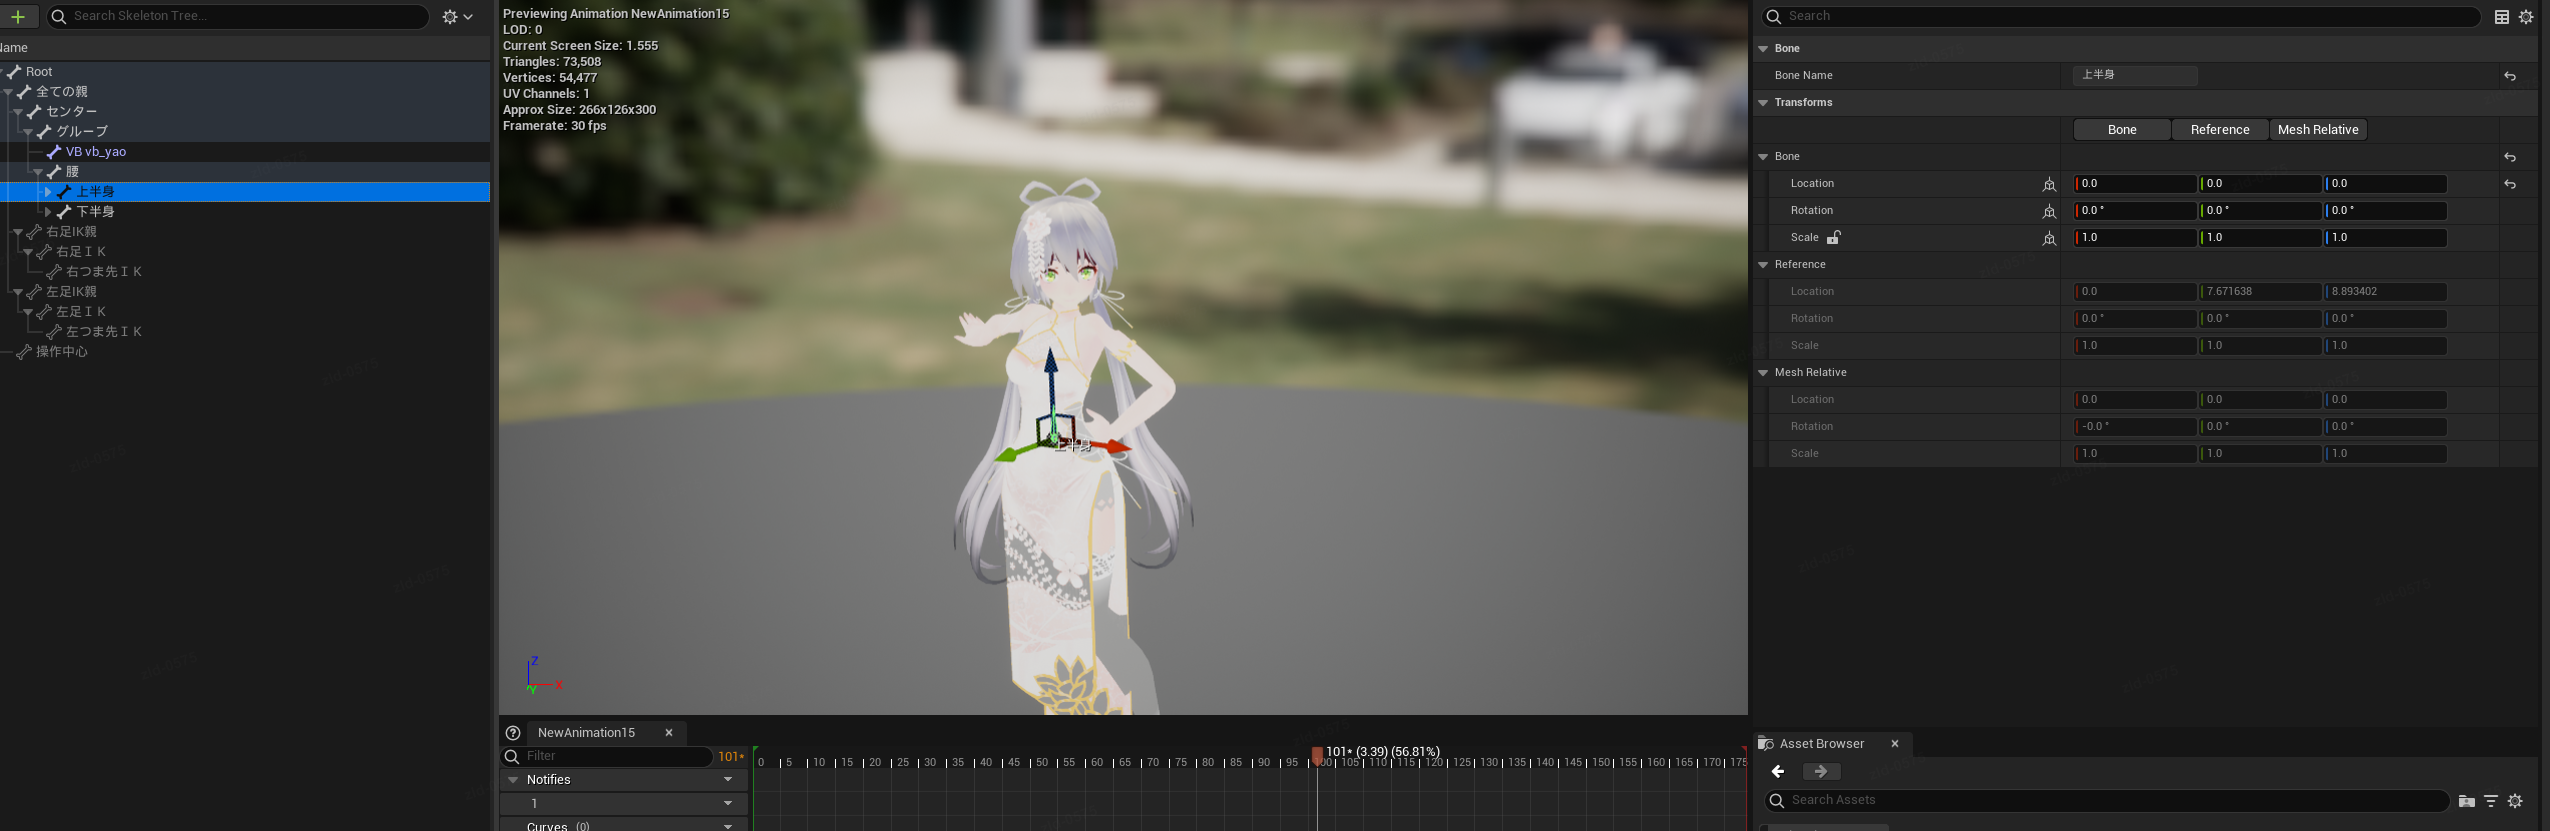 Search Skeleton Tree...
Name
Root
全ての親
センター
グループ
VB vb_yao
腰
上半身
下半身
右足IK親
右足ＩＫ
右つま先ＩＫ
左足IK親
左足ＩＫ
左つま先ＩＫ
操作中心
Previewing Animation NewAnimation15
LOD: 0
Current Screen Size: 1.555
Triangles: 73,508
Vertices: 54,477
UV Channels: 1
Approx Size: 266x126x300
Framerate: 30 fps
上半身
Z
X
Y
NewAnimation15
Filter
101*
Notifies
1
Curves (0)
101* (3.39) (56.81%)
0 5 10 15 20 25 30 35 40 45 50 55 60 65 70 75 80 85 90 95 100 105 110 115 120 125 130 135 140 145 150 155 160 165 170 175
Search
Bone
Bone Name 上半身
Transforms
Bone Reference Mesh Relative
Bone
Location 0.0 0.0 0.0
Rotation 0.0 ° 0.0 ° 0.0 °
Scale 1.0 1.0 1.0
Reference
Location 0.0 7.671638 8.893402
Rotation 0.0 ° 0.0 ° 0.0 °
Scale 1.0 1.0 1.0
Mesh Relative
Location 0.0 0.0 0.0
Rotation -0.0 ° 0.0 ° 0.0 °
Scale 1.0 1.0 1.0
Asset Browser
Search Assets